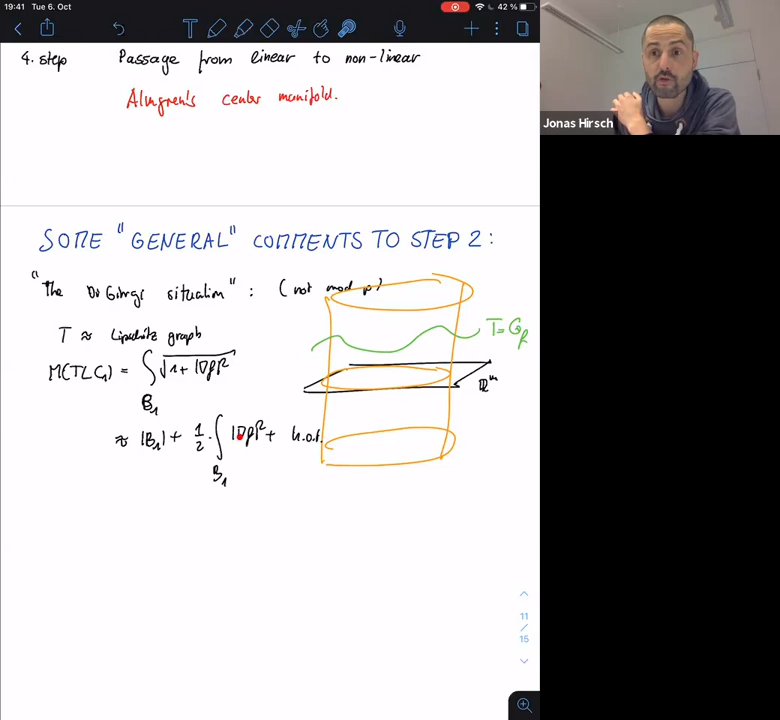 19:41 Tue 6. Oct
42 %
4. step Passage from linear to non-linear
Almgren's center manifold.
Jonas Hirsch
SOME "GENERAL" COMMENTS TO STEP 2:
"The De Giorgi situation": (not mod p)
T ≈ Lipschitz graph
T = G_f
M(T⌞C_1) = ∫_{B_1} √(1 + |Df|²)
ℝ^m
≈ |B_1| + 1/2 · ∫_{B_1} |Df|² + h.o.t.
11
/
15